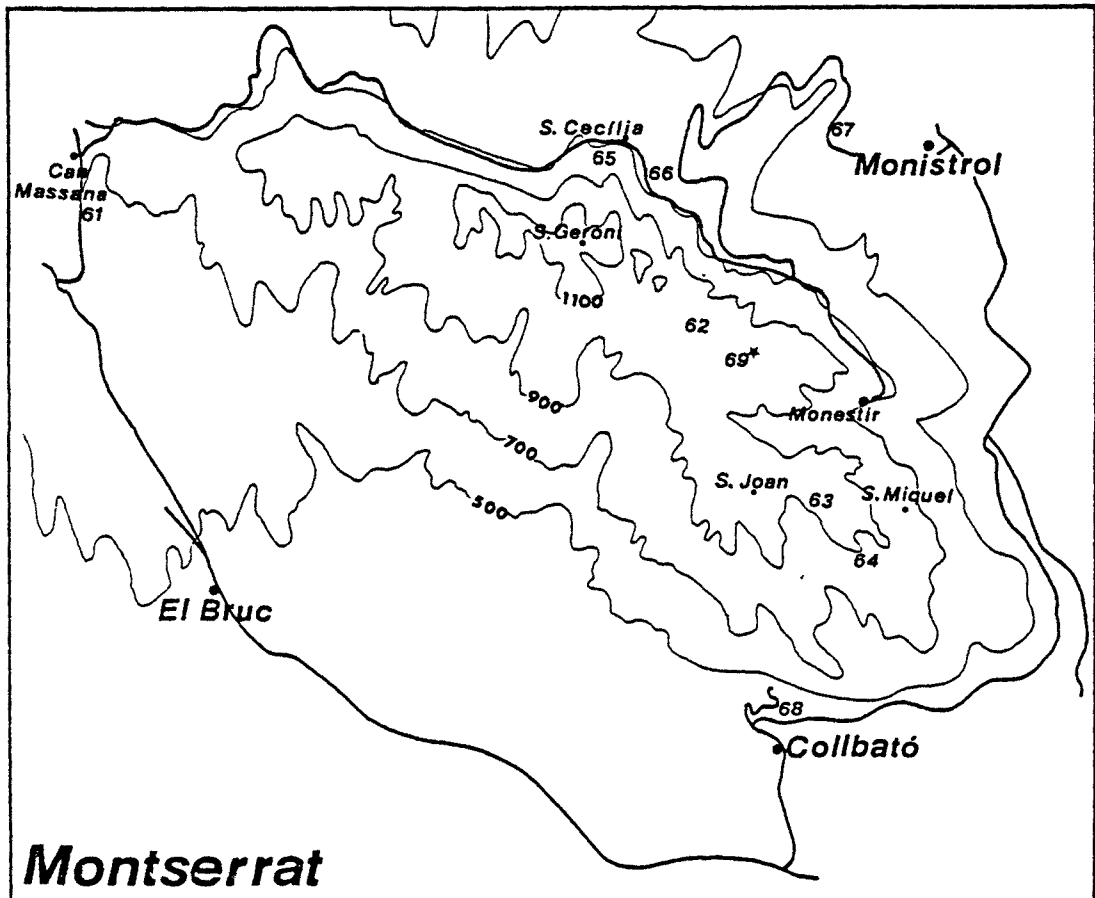 S. Cecília
65
66
67
Monistrol
Can
Massana
61
S. Geroni
1100
62
69*
900
Monestir
700
S. Joan
S. Miquel
63
500
64
El Bruc
68
Collbató
Montserrat